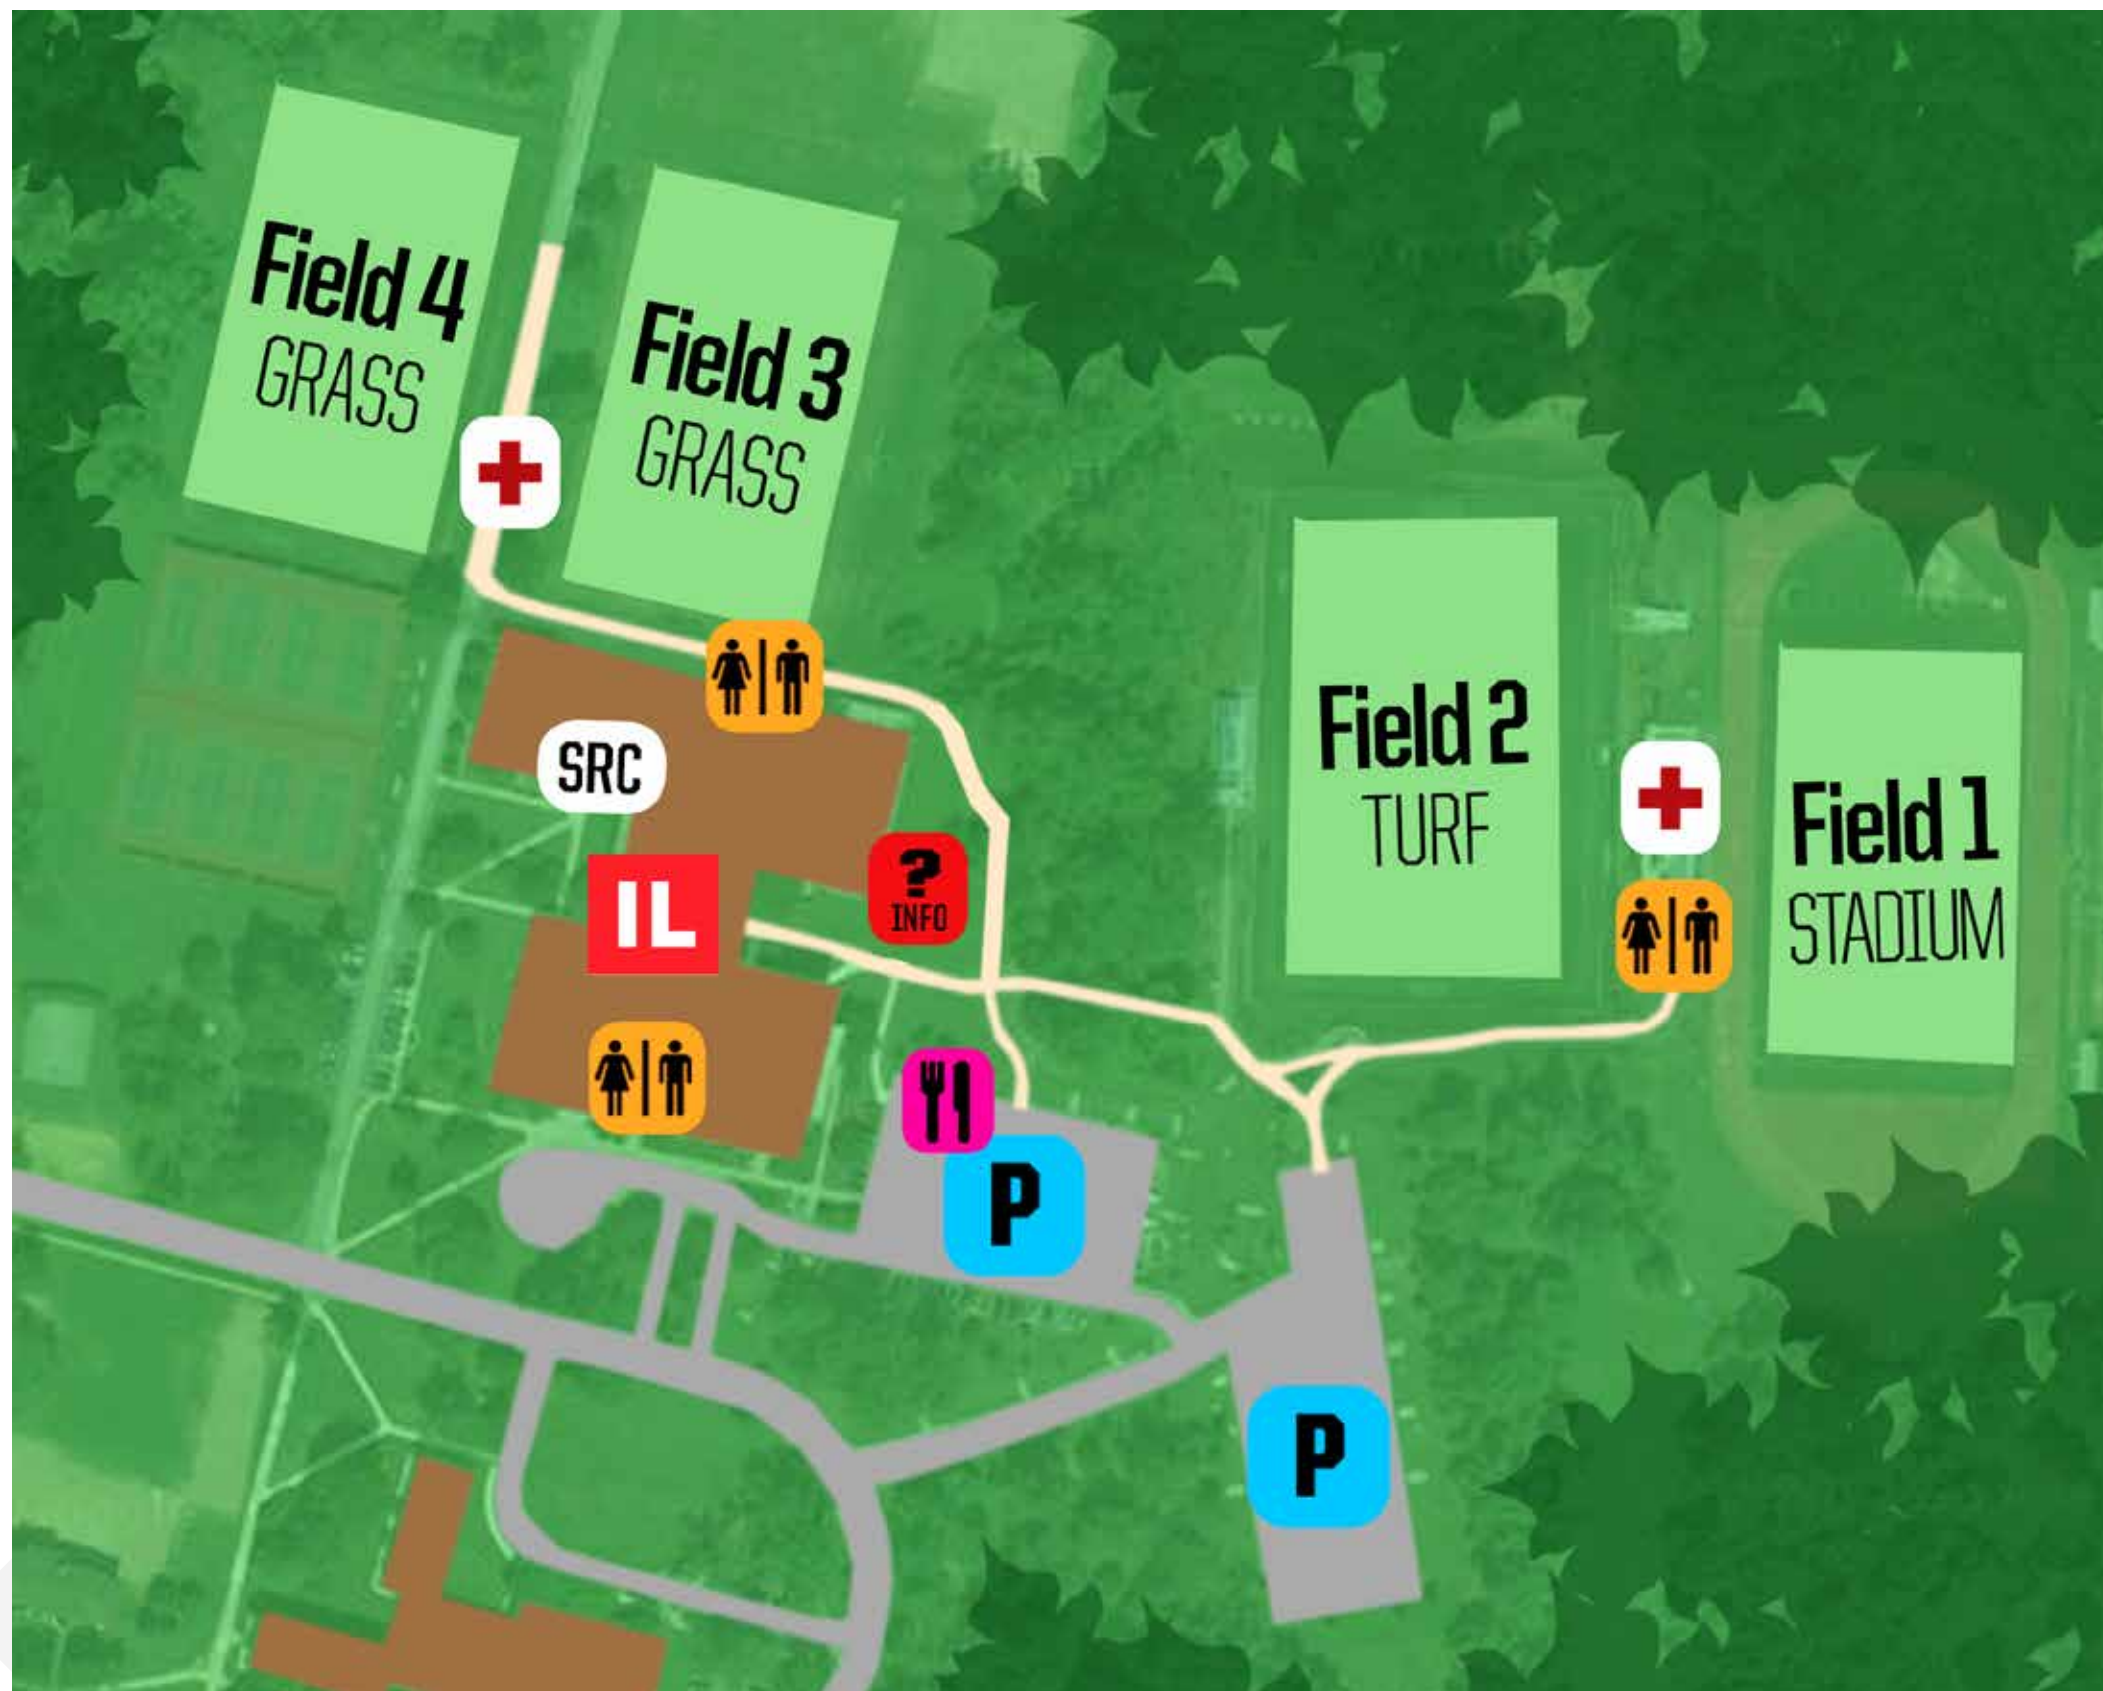 Field 4
GRASS
Field 3
GRASS
Field 2
TURF
Field 1
STADIUM
SRC
IL
?
INFO
P
P